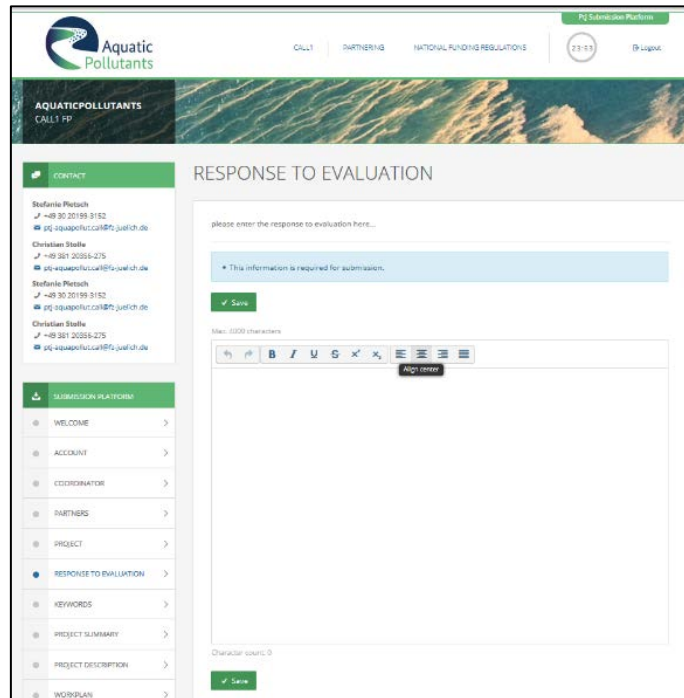 PtJ Submission Platform
Aquatic
Pollutants
CALL1
PARTNERING
NATIONAL FUNDING REGULATIONS
Logout
AQUATICPOLLUTANTS
CALL1 FP
CONTACT
Stefanie Pietsch
+49 30 20199-3152
ptj-aquapollut.call@fz-juelich.de
Christian Stolle
+49 381 20356-275
ptj-aquapollut.call@fz-juelich.de
Stefanie Pietsch
+49 30 20199-3152
ptj-aquapollut.call@fz-juelich.de
Christian Stolle
+49 381 20356-275
ptj-aquapollut.call@fz-juelich.de
SUBMISSION PLATFORM
WELCOME
ACCOUNT
COORDINATOR
PARTNERS
PROJECT
RESPONSE TO EVALUATION
KEYWORDS
PROJECT SUMMARY
PROJECT DESCRIPTION
WORKPLAN
RESPONSE TO EVALUATION
please enter the response to evaluation here...
This information is required for submission.
Save
characters
Align center
Character count: 0
Save